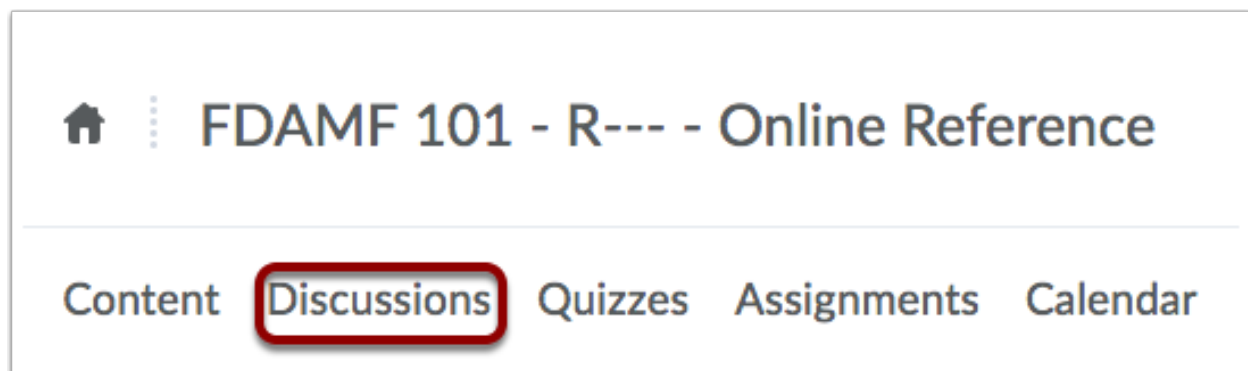 FDAMF 101 - R--- - Online Reference
Content Discussions Quizzes Assignments Calendar